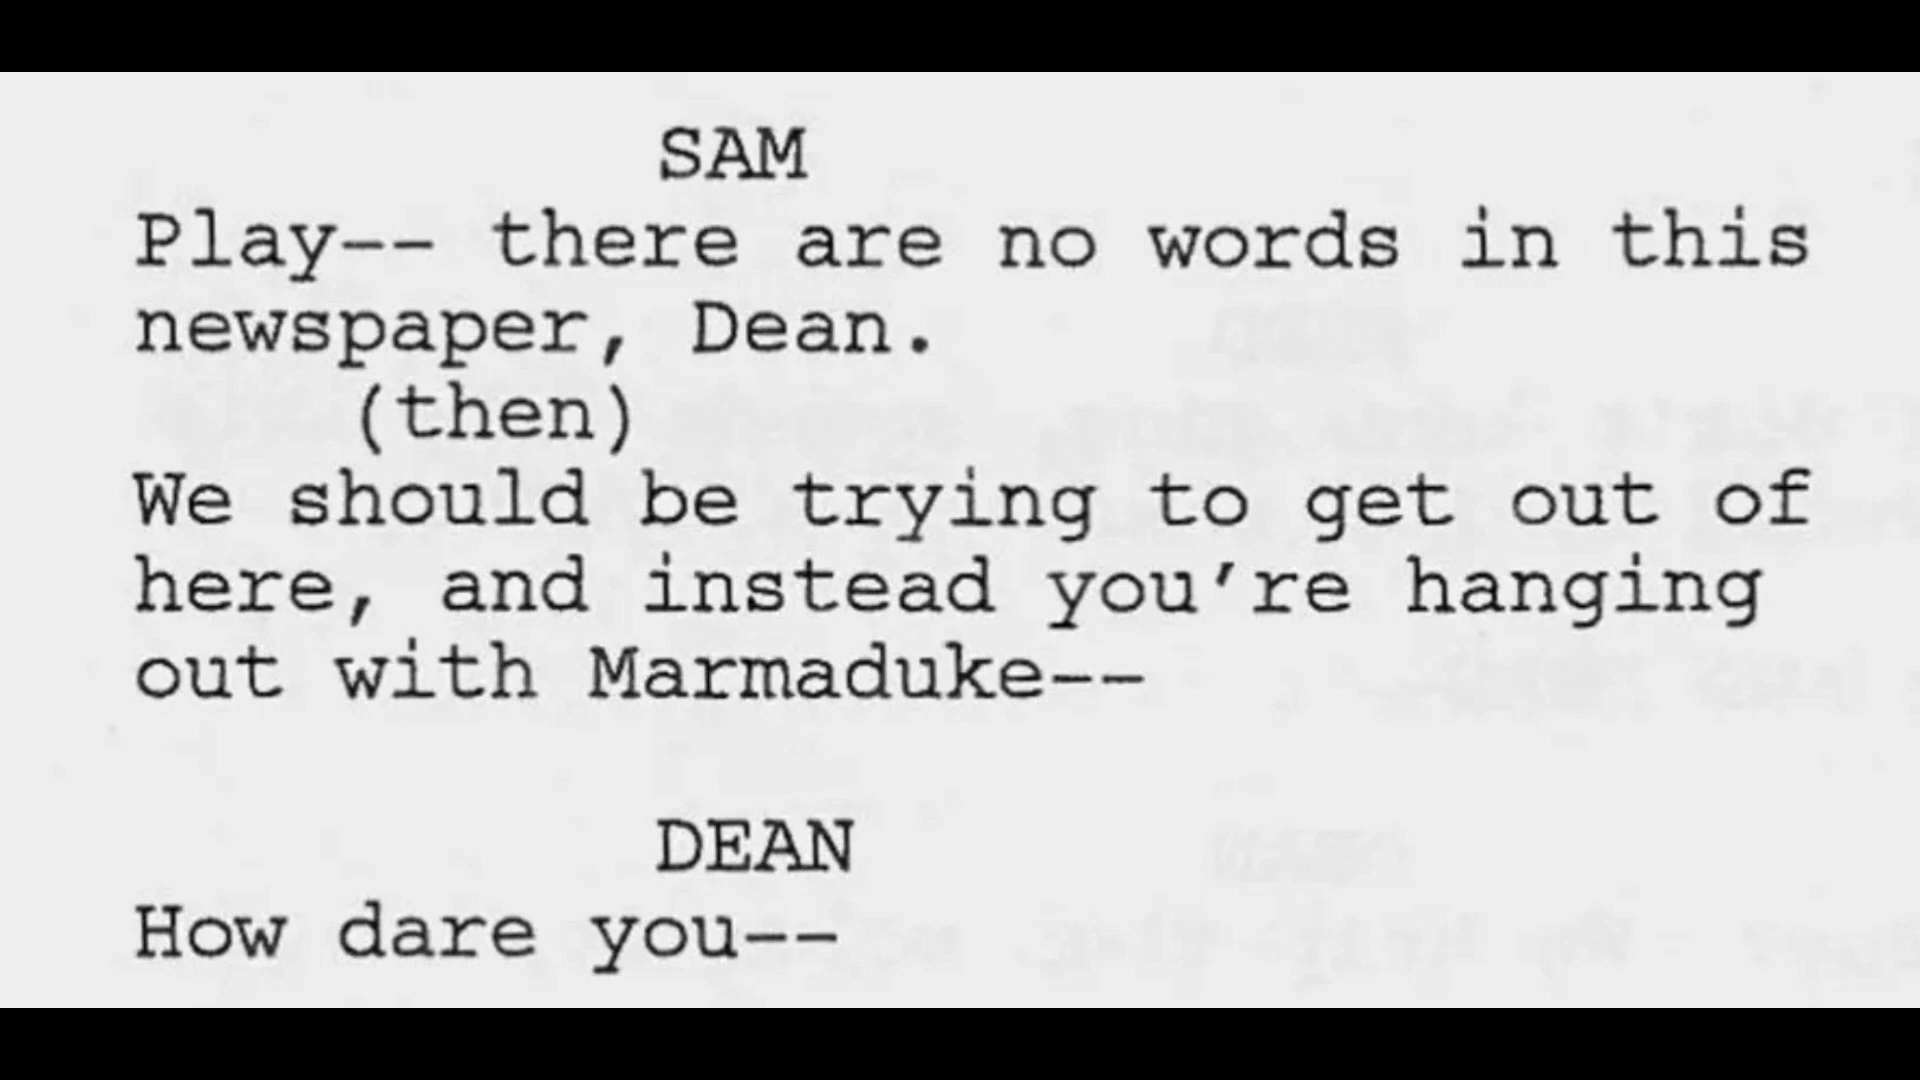 SAM
Play-- there are no words in this
newspaper, Dean.
(then)
We should be trying to get out of
here, and instead you're hanging
out with Marmaduke--
DEAN
How dare you--